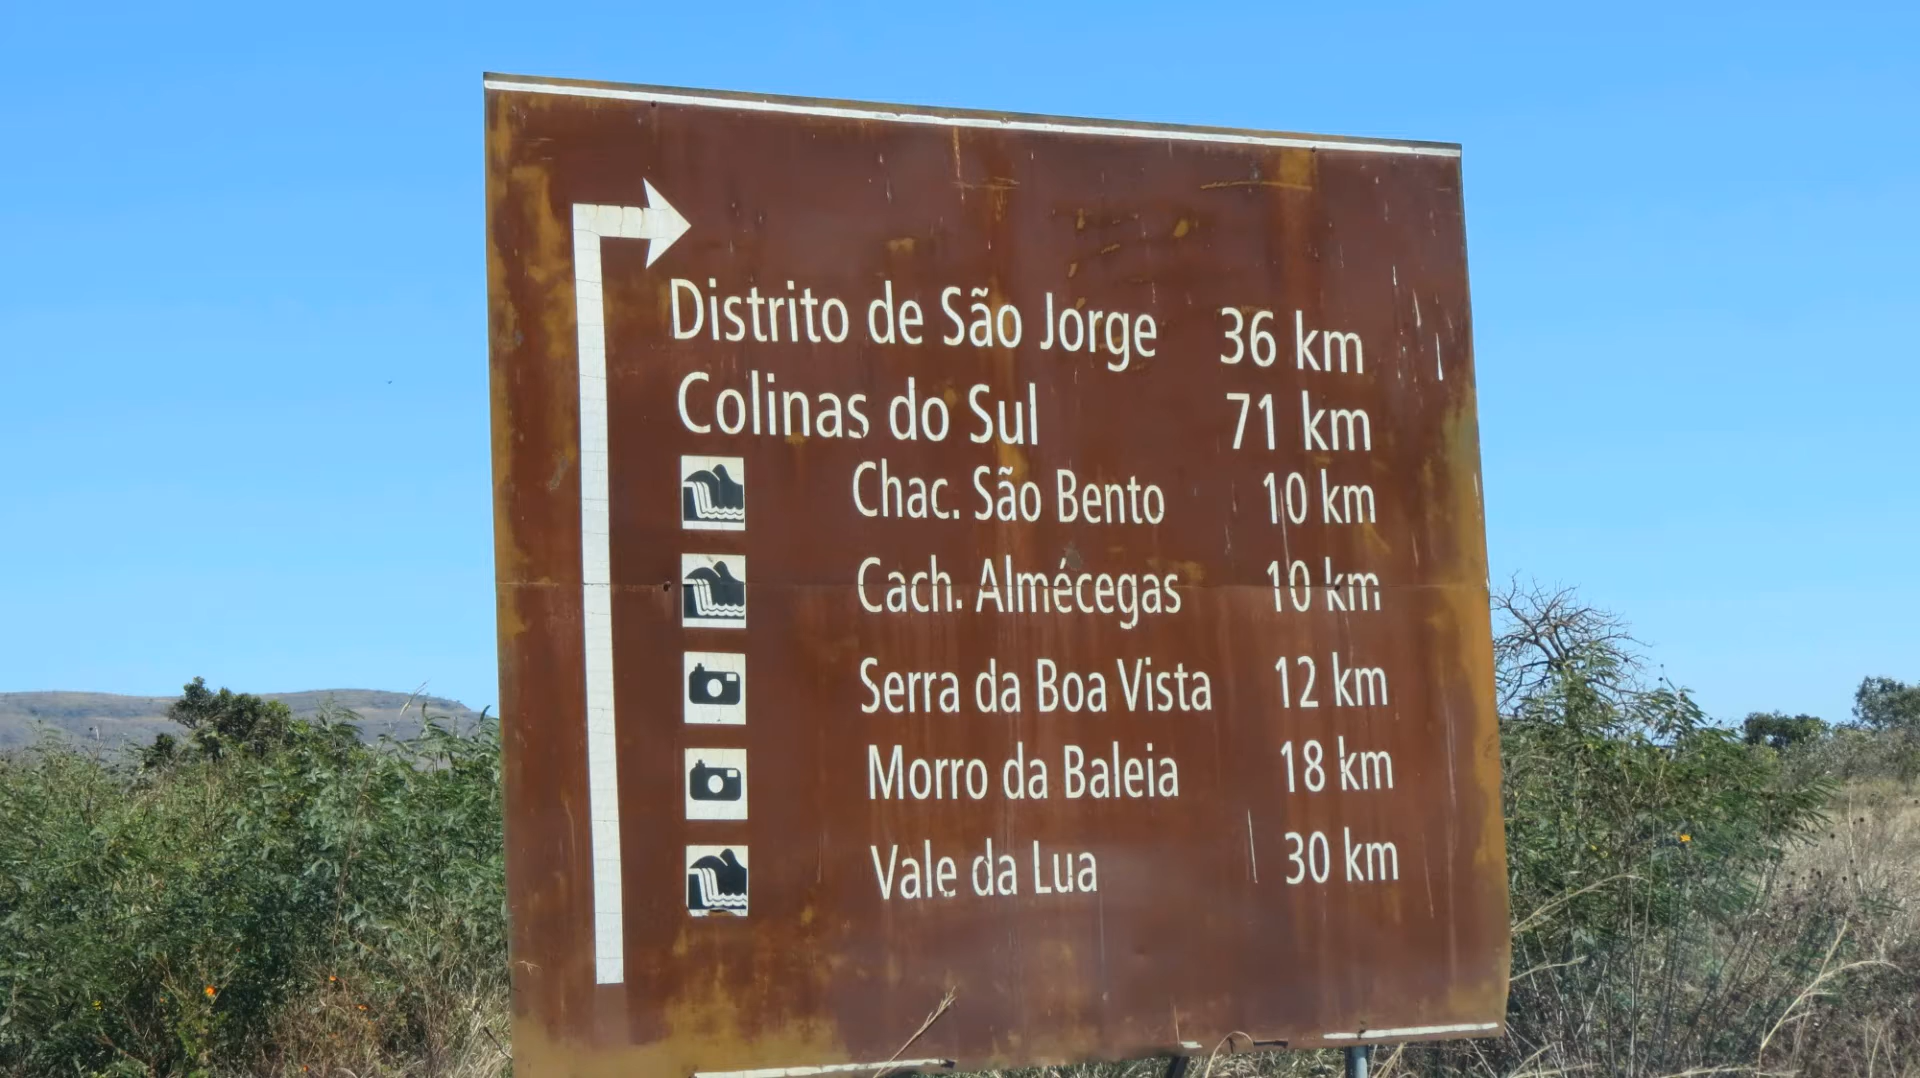 Distrito de São Jorge 36 km
Colinas do Sul 71 km
Chac. São Bento 10 km
Cach. Almécegas 10 km
Serra da Boa Vista 12 km
Morro da Baleia 18 km
Vale da Lua 30 km